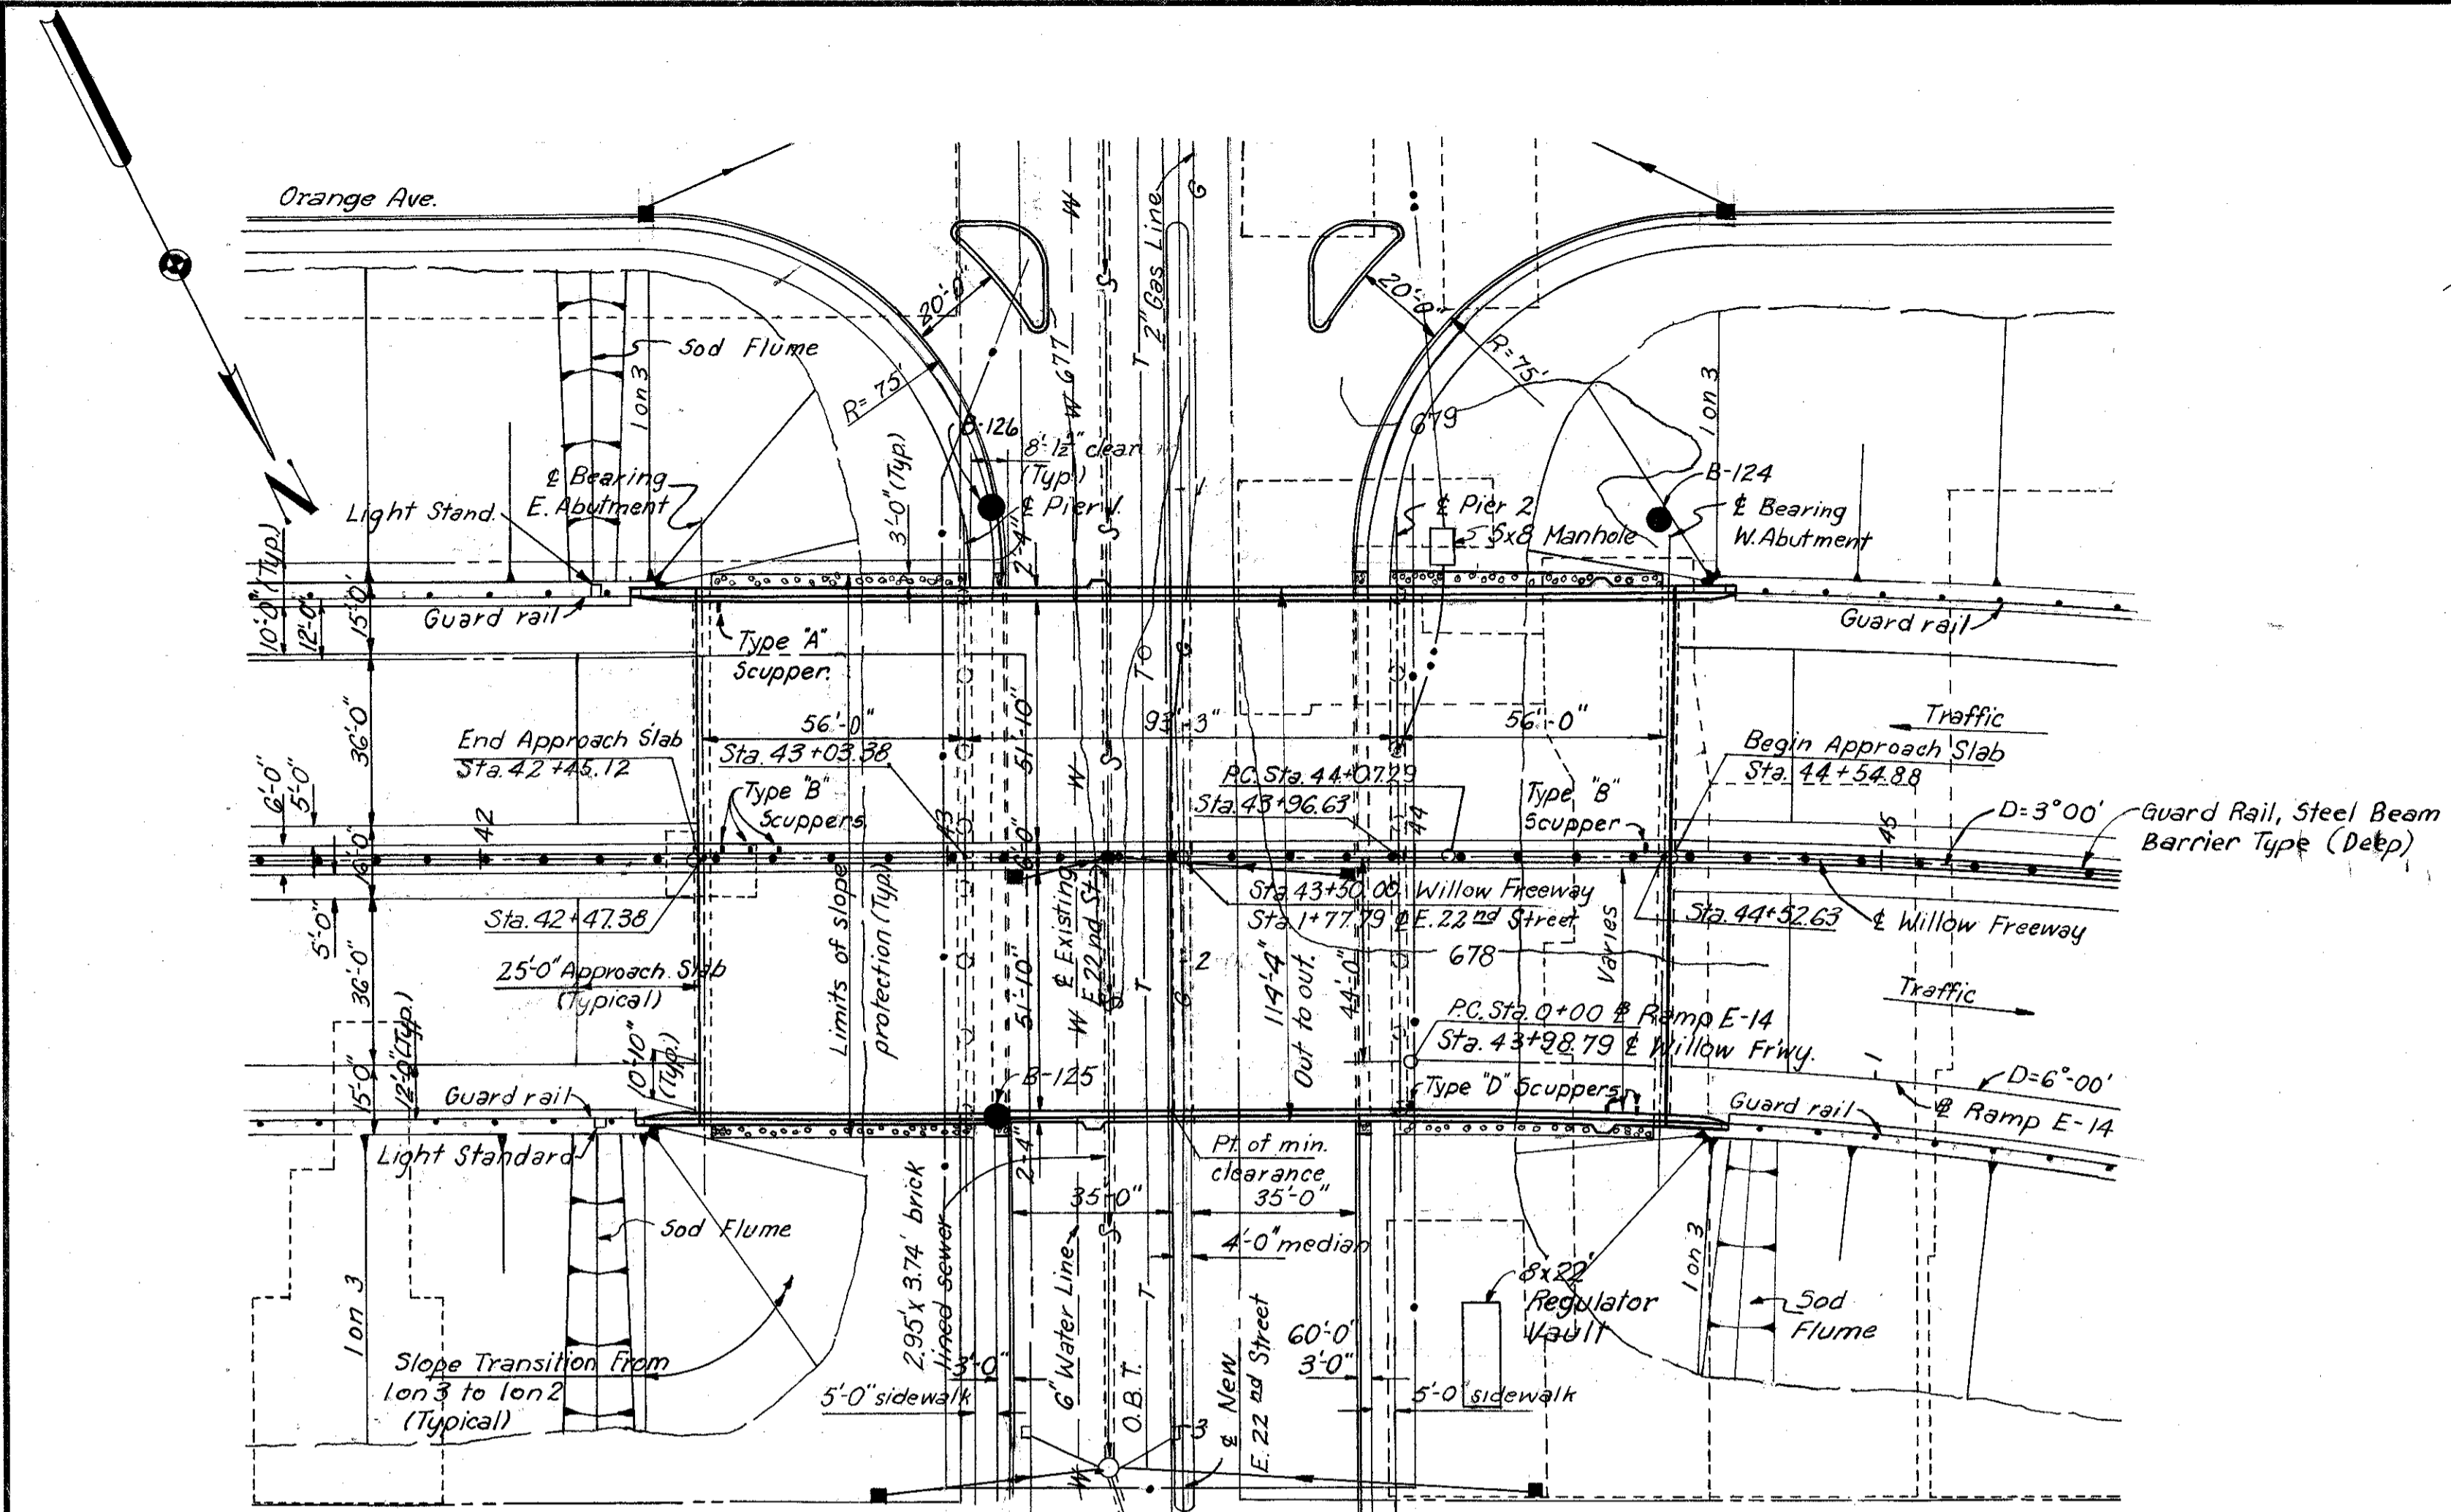 Orange Ave.
N
Sod Flume
1 on 3
20'-0"
R=75'
B-126
8'-1½" clear
(Typ.)
℄ Pier 1.
3'-0" (Typ.)
2'-4"
W
W
W 677
S
S
T
2" Gas Line
G
1
20'-0"
R=75'
679
1 on 3
B-124
℄ Bearing
W. Abutment
℄ Pier 2
5x8 Manhole
℄ Bearing
E. Abutment
Light Stand.
10'-0" (Typ.)
12'-0"
15'-0"
Guard rail
Guard rail
Type "A"
Scupper.
36'-0"
56'-0"
51'-10"
93'-3"
56'-0"
Traffic
T O
G
End Approach Slab
Sta. 42+45.12
Sta. 43+03.38
P.C. Sta. 44+07.29
Sta. 43+96.63
Begin Approach Slab
Sta. 44+54.88
6'-0"
5'-0"
Type "B"
Scuppers
Type "B"
Scupper
D=3°00'
Guard Rail, Steel Beam
Barrier Type (Deep)
42
43
44
45
16'-0"
6'-0"
5'-0"
Sta. 42+47.38
Sta. 43+50.00 Willow Freeway
Sta. 1+77.79 ℄ E. 22nd Street
Sta. 44+52.63
℄ Willow Freeway
25'-0" Approach Slab
(Typical)
36'-0"
Limits of slope
protection (Typ.)
℄ Existing
E. 22nd St.
W
S
T
G
2
678
51'-10"
114'-4"
Out to out.
44'-0"
Varies
Traffic
P.C. Sta. 0+00 ⅊ Ramp E-14
Sta. 43+98.79 ℄ Willow Frwy.
15'-0"
12'-0" (Typ.)
10'-10"
(Typ.)
B-125
Type "D" Scuppers
1
D=6°-00'
⅊ Ramp E-14
Guard rail
Guard rail
Light Standard
2'-4"
Pt. of min.
clearance
35'-0"
35'-0"
4'-0" median
Sod Flume
2.95' x 3.74' brick
lined sewer
6" Water Line
S
T
O.B.T.
8x22'
Regulator
Vault
1 on 3
Sod
Flume
1 on 3
Slope Transition From
1 on 3 to 1 on 2
(Typical)
3'-0"
5'-0" sidewalk
℄ New
E. 22nd Street
60'-0"
3'-0"
5'-0" sidewalk
3
W